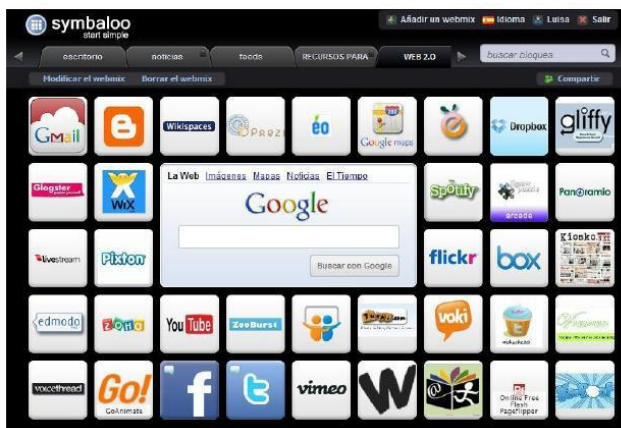 symbaloo
start simple
Añadir un webmix Idioma Luisa Salir
escritorio noticias feeds RECURSOS PARA WEB 2.0 buscar bloques
Modificar el webmix Borrar el webmix Compartir
Gmail Wikispaces Prezi éo Google maps Dropbox gliffy
Glogster WIX Spotify arcade Panoramio
La Web Imágenes Mapas Noticias El Tiempo
Google
Buscar con Google
livestream Pixton flickr box Kiosko
edmodo ZOHO YouTube ZooBurst voki
voicethread Go! vimeo W
GoAnimate
Online Free
Flash
PageFlipper